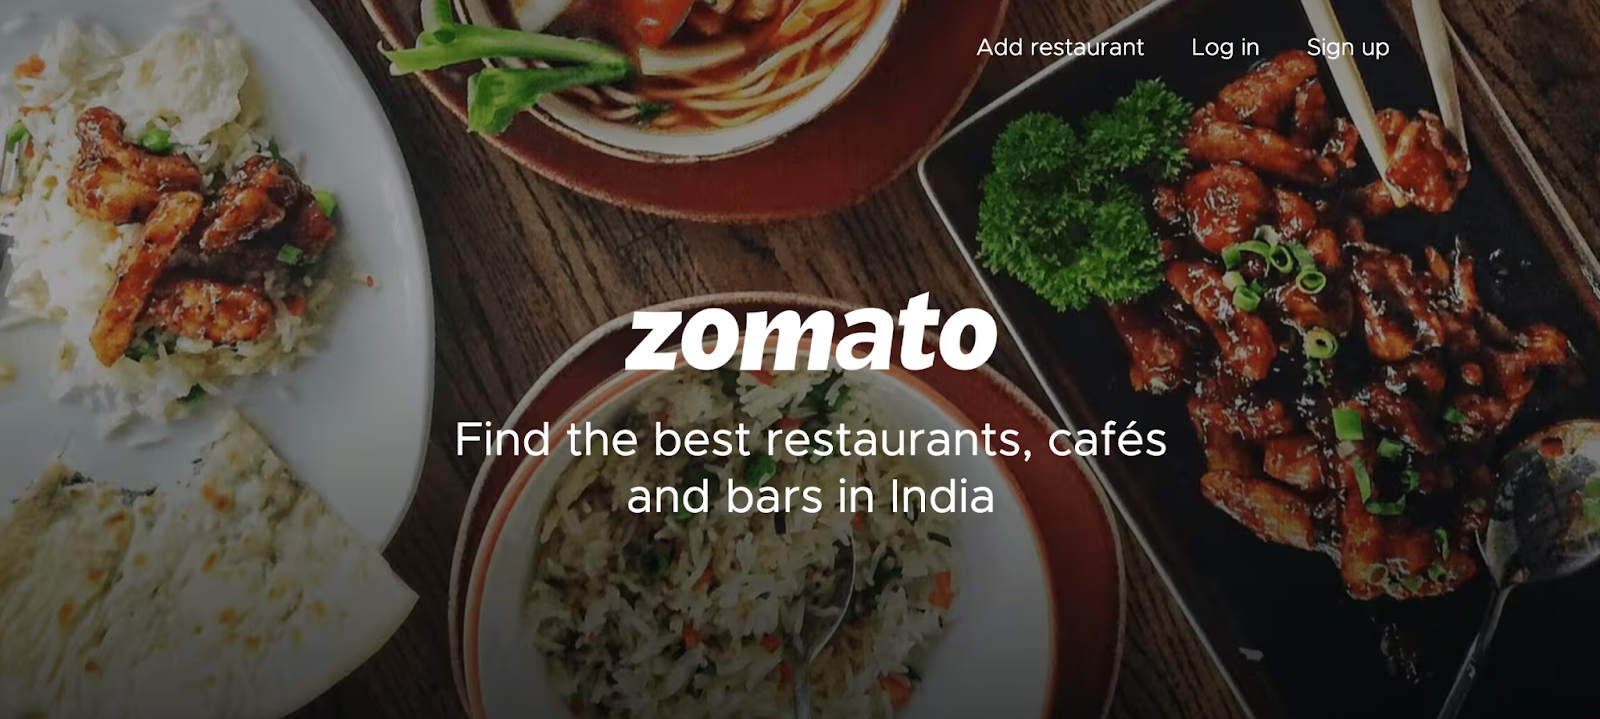 Add restaurant Log in Sign up
zomato
Find the best restaurants, cafés
and bars in India